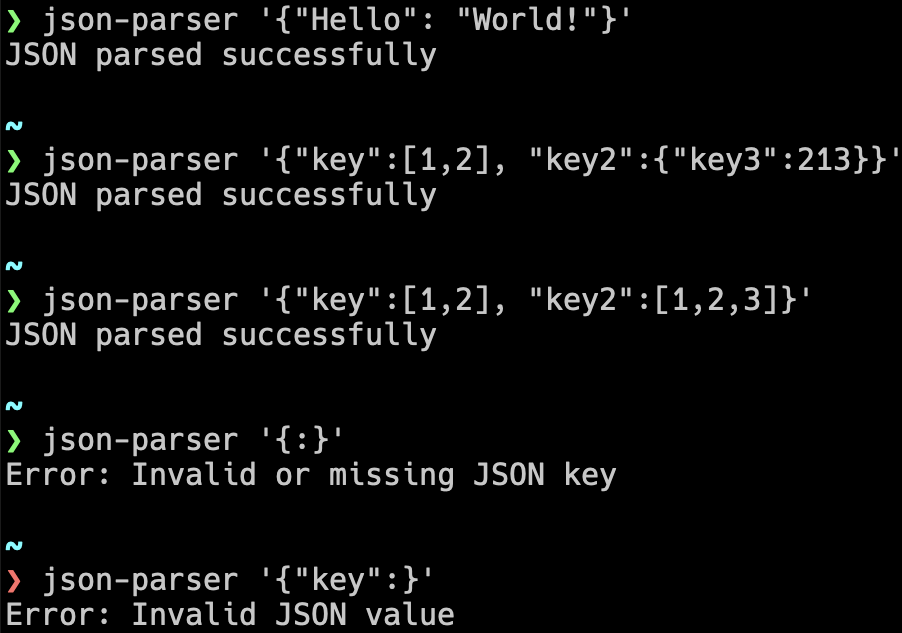 ❯ json-parser '{"Hello": "World!"}'
JSON parsed successfully
~
❯ json-parser '{"key":[1,2], "key2":{"key3":213}}'
JSON parsed successfully
~
❯ json-parser '{"key":[1,2], "key2":[1,2,3]}'
JSON parsed successfully
~
❯ json-parser '{:}'
Error: Invalid or missing JSON key
~
❯ json-parser '{"key":}'
Error: Invalid JSON value